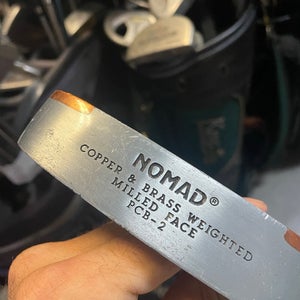 NOMAD®
COPPER & BRASS WEIGHTED
MILLED FACE
PCB-2